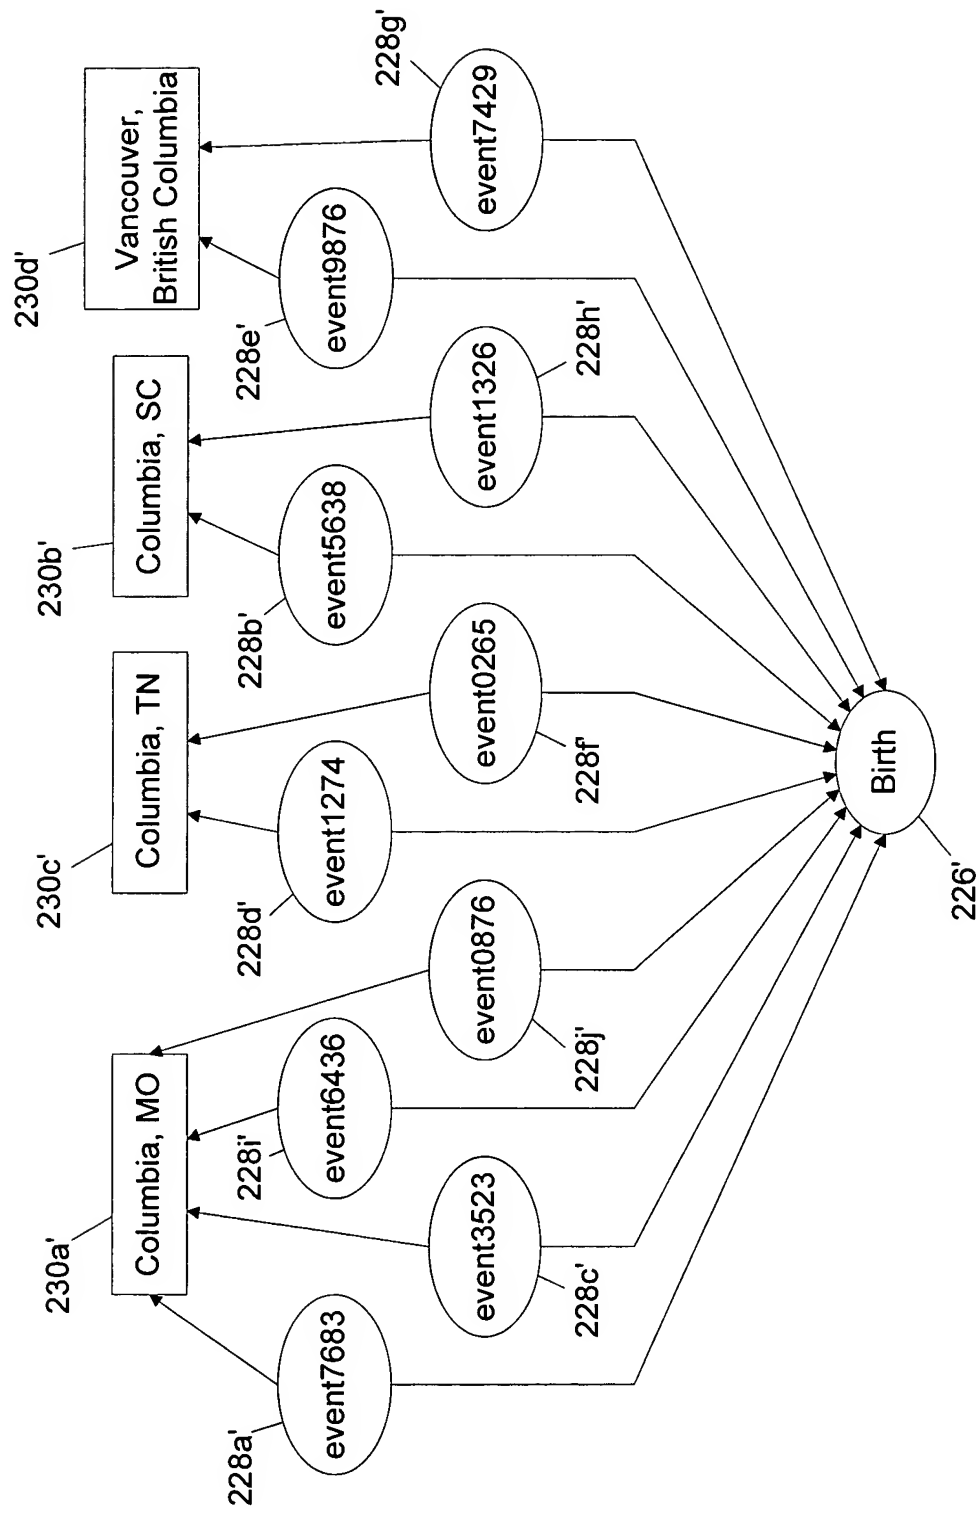 230a'
230c'
230b'
230d'
Columbia, MO
Columbia, TN
Columbia, SC
Vancouver,
British Columbia
228a'
228i'
228d'
228b'
228e'
event7683
event6436
event1274
event5638
event9876
228g'
event3523
event0876
event0265
event1326
event7429
228c'
228j'
228f'
228h'
Birth
226'